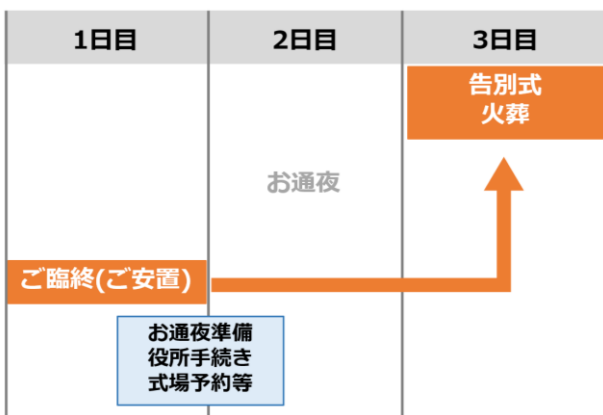 1日目
2日目
3日目
告別式
火葬
お通夜
ご臨終(ご安置)
お通夜準備
役所手続き
式場予約等